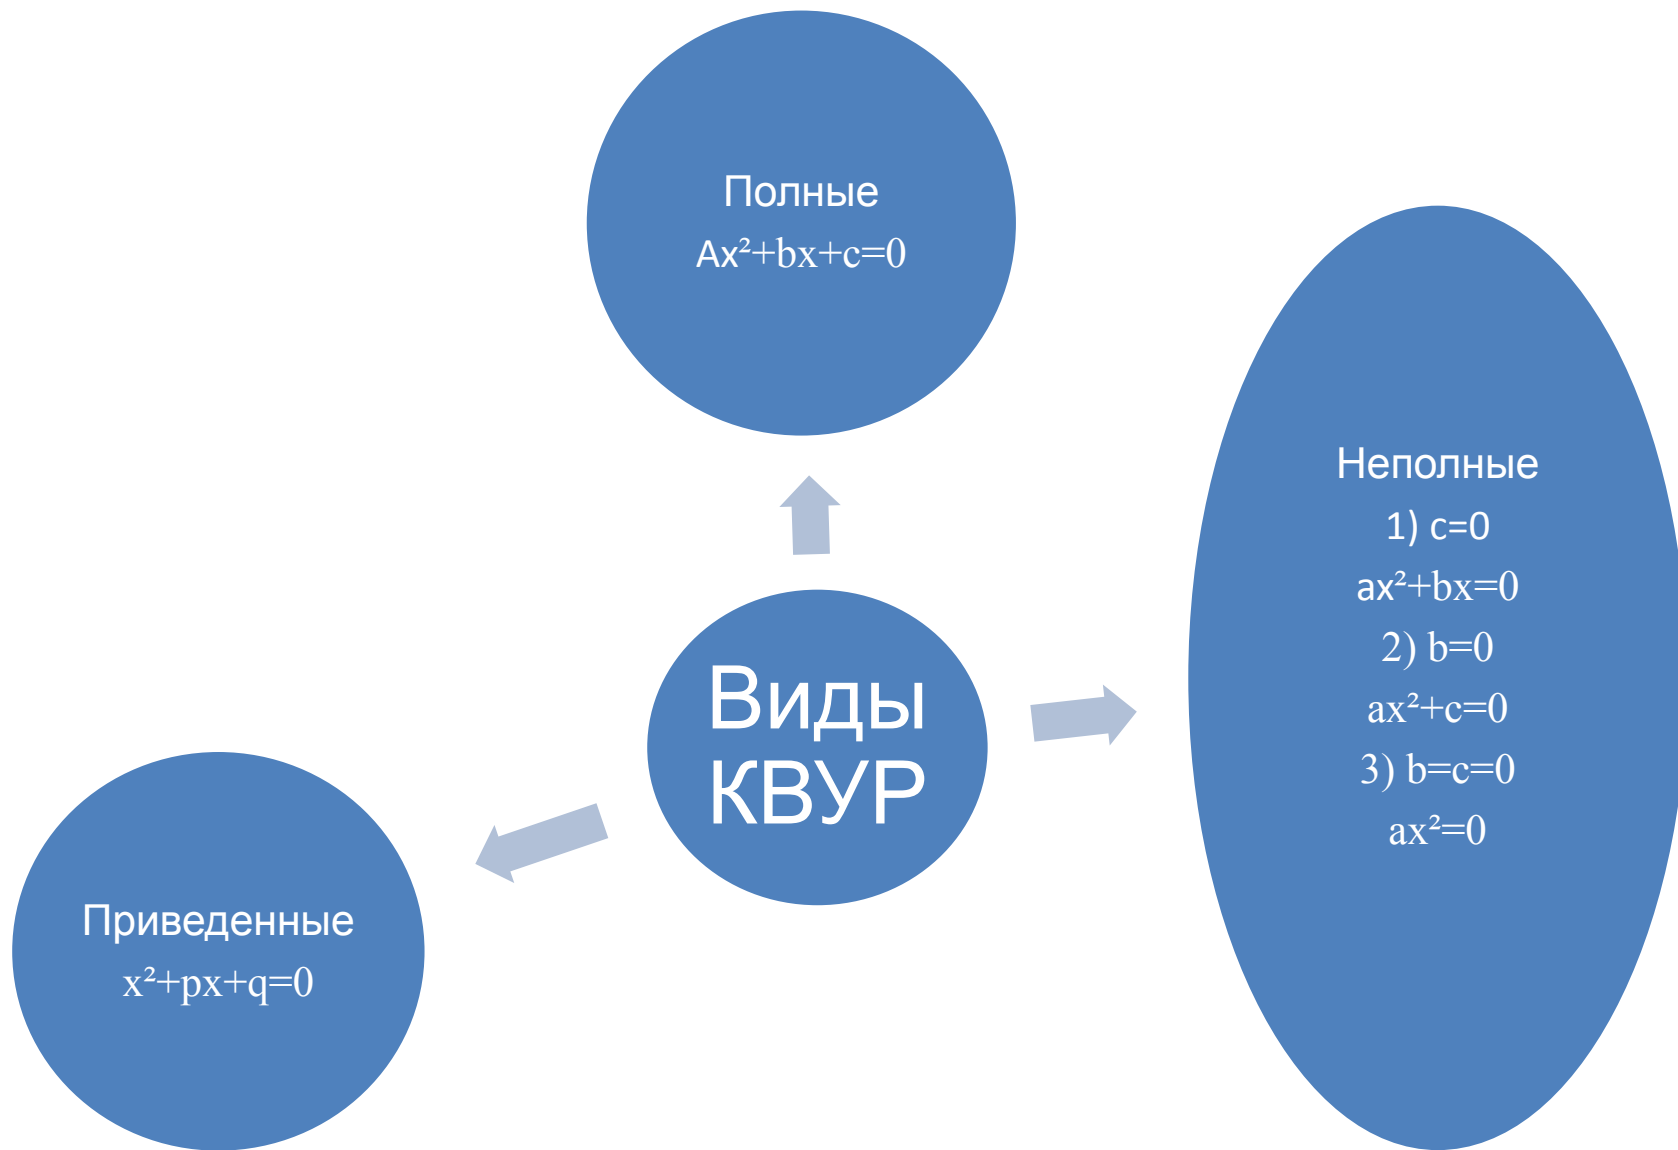 Полные
Ax²+bx+c=0
Неполные
1) c=0
ax²+bx=0
2) b=0
ax²+c=0
3) b=c=0
ax²=0
Виды
КВУР
Приведенные
x²+px+q=0